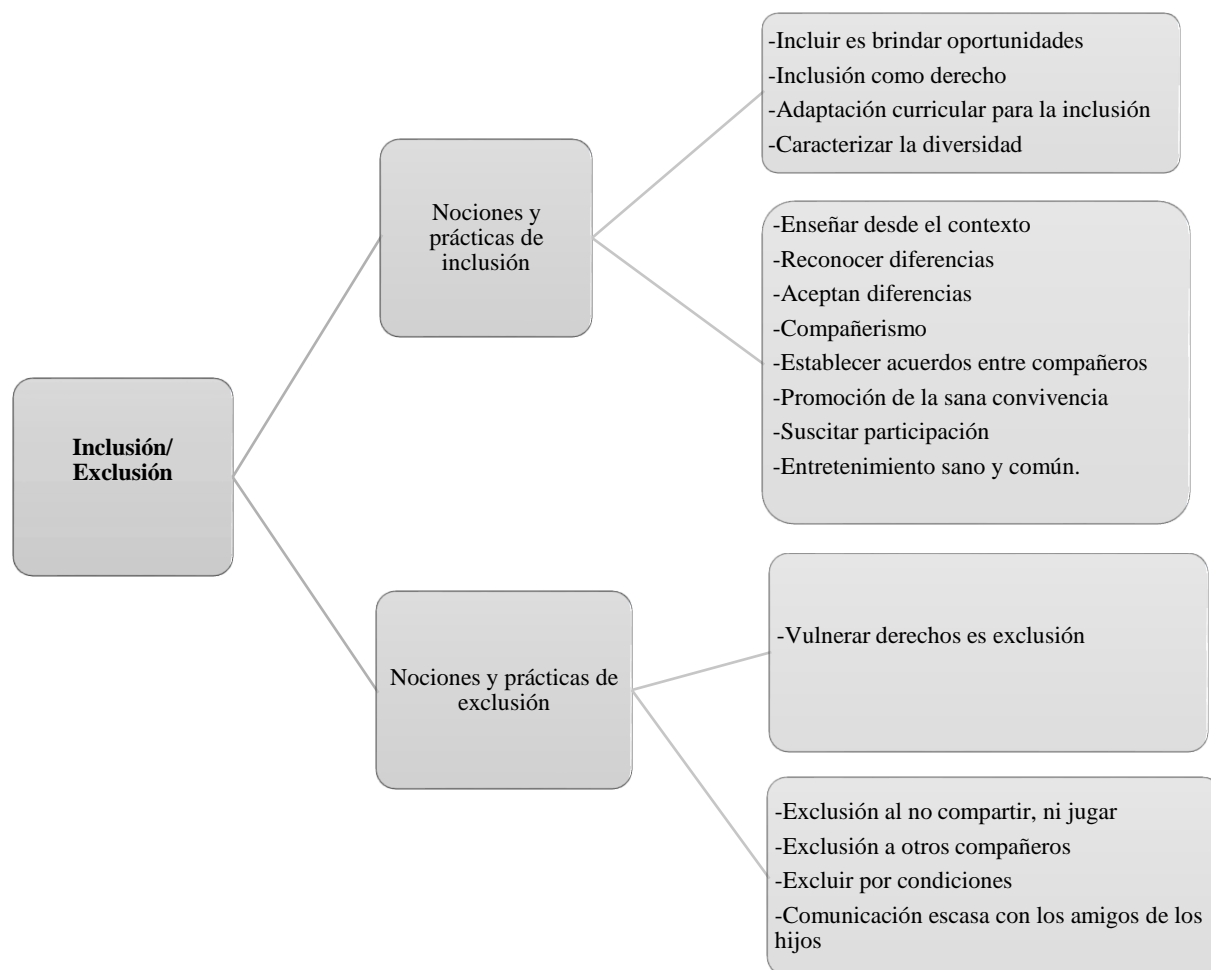 -Incluir es brindar oportunidades
-Inclusión como derecho
-Adaptación curricular para la inclusión
-Caracterizar la diversidad
Nociones y
prácticas de
inclusión
-Enseñar desde el contexto
-Reconocer diferencias
-Aceptan diferencias
-Compañerismo
-Establecer acuerdos entre compañeros
-Promoción de la sana convivencia
-Suscitar participación
-Entretenimiento sano y común.
Inclusión/
Exclusión
Nociones y prácticas de
exclusión
-Vulnerar derechos es exclusión
-Exclusión al no compartir, ni jugar
-Exclusión a otros compañeros
-Excluir por condiciones
-Comunicación escasa con los amigos de los
hijos